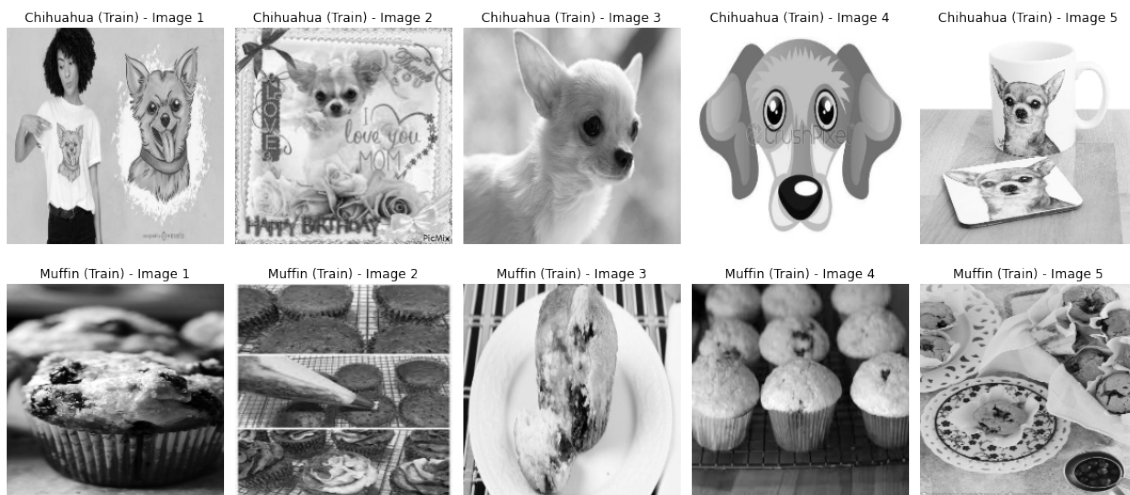 Chihuahua (Train) - Image 1
Chihuahua (Train) - Image 2
Chihuahua (Train) - Image 3
Chihuahua (Train) - Image 4
Chihuahua (Train) - Image 5
LOVE
I
love you
MOM
HAPPY BIRTHDAY
PicMix
CrushPixel
Muffin (Train) - Image 1
Muffin (Train) - Image 2
Muffin (Train) - Image 3
Muffin (Train) - Image 4
Muffin (Train) - Image 5